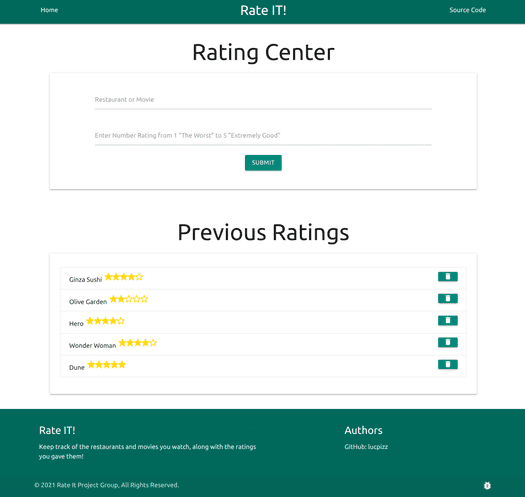 Home
Rate IT!
Source Code
Rating Center
Restaurant or Movie
Enter Number Rating from 1 "The Worst" to 5 "Extremely Good"
SUBMIT
Previous Ratings
Ginza Sushi
Olive Garden
Hero
Wonder Woman
Dune
Rate IT!
Keep track of the restaurants and movies you watch, along with the ratings
you gave them!
Authors
GitHub: lucpizz
© 2021 Rate It Project Group, All Rights Reserved.